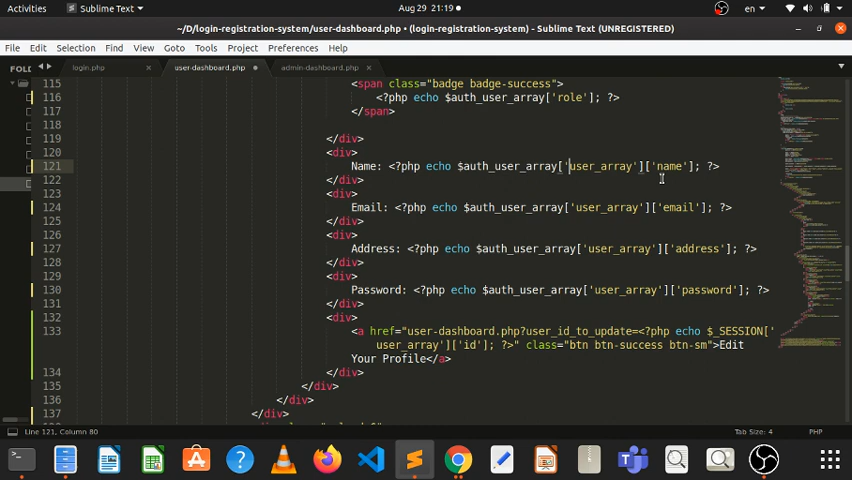 Activities
Sublime Text
Aug 29 21:19
en
~/D/login-registration-system/user-dashboard.php • (login-registration-system) - Sublime Text (UNREGISTERED)
File Edit Selection Find View Goto Tools Project Preferences Help
FOL
login.php
user-dashboard.php
admin-dashboard.php
115 <span class="badge badge-success">
116 <?php echo $auth_user_array['role']; ?>
117 </span>
118
119 </div>
120 <div>
121 Name: <?php echo $auth_user_array['user_array']['name']; ?>
122 </div>
123 <div>
124 Email: <?php echo $auth_user_array['user_array']['email']; ?>
125 </div>
126 <div>
127 Address: <?php echo $auth_user_array['user_array']['address']; ?>
128 </div>
129 <div>
130 Password: <?php echo $auth_user_array['user_array']['password']; ?>
131 </div>
132 <div>
133 <a href="user-dashboard.php?user_id_to_update=<?php echo $_SESSION['
user_array']['id']; ?>" class="btn btn-success btn-sm">Edit
Your Profile</a>
134 </div>
135 </div>
136 </div>
137 </div>
Line 121, Column 80
Tab Size: 4
PHP